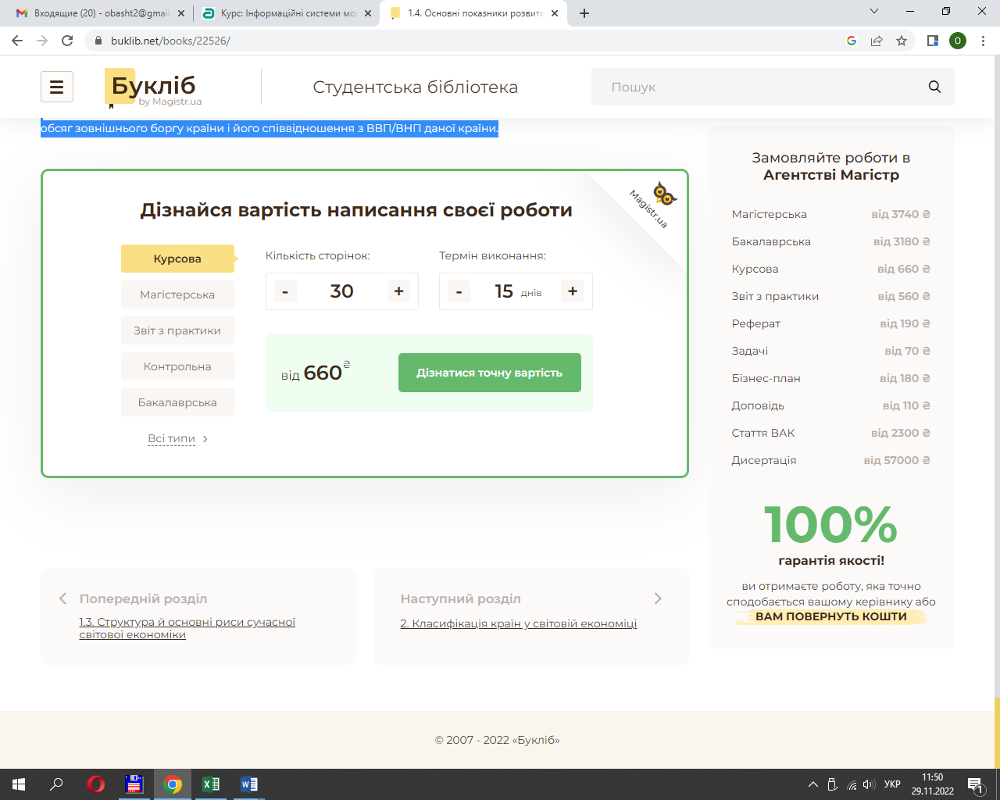 Входящие (20) - obasht2@gmail
Курс: Інформаційні системи мо
1.4. Основні показники розвитк
buklib.net/books/22526/
O
Букліб
by Magistr.ua
Студентська бібліотека
Пошук
обсяг зовнішнього боргу країни і його співвідношення з ВВП/ВНП даної країни.
Дізнайся вартість написання своєї роботи
Magistr.ua
Курсова
Магістерська
Звіт з практики
Контрольна
Бакалаврська
Всі типи >
Кількість сторінок:
- 30 +
Термін виконання:
- 15 днів +
від 660 ₴
Дізнатися точну вартість
Замовляйте роботи в
Агентстві Магістр
Магістерська від 3740 ₴
Бакалаврська від 3180 ₴
Курсова від 660 ₴
Звіт з практики від 560 ₴
Реферат від 190 ₴
Задачі від 70 ₴
Бізнес-план від 180 ₴
Доповідь від 110 ₴
Стаття ВАК від 2300 ₴
Дисертація від 57000 ₴
100%
гарантія якості!
ви отримаєте роботу, яка точно
сподобається вашому керівнику або
ВАМ ПОВЕРНУТЬ КОШТИ
Попередній розділ
1.3. Структура й основні риси сучасної
світової економіки
Наступний розділ
2. Класифікація країн у світовій економіці
© 2007 - 2022 «Букліб»
УКР
11:50
29.11.2022
1